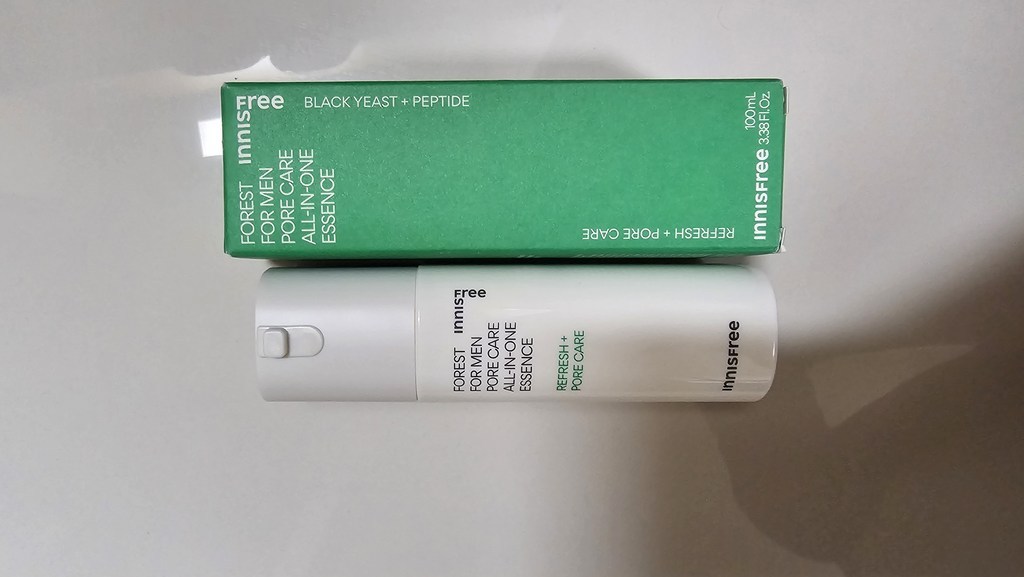 innisfree
BLACK YEAST + PEPTIDE
FOREST
FOR MEN
PORE CARE
ALL-IN-ONE
ESSENCE
REFRESH + PORE CARE
innisfree
100mL
3.38 Fl.Oz.
innisfree
FOREST
FOR MEN
PORE CARE
ALL-IN-ONE
ESSENCE
REFRESH +
PORE CARE
innisfree